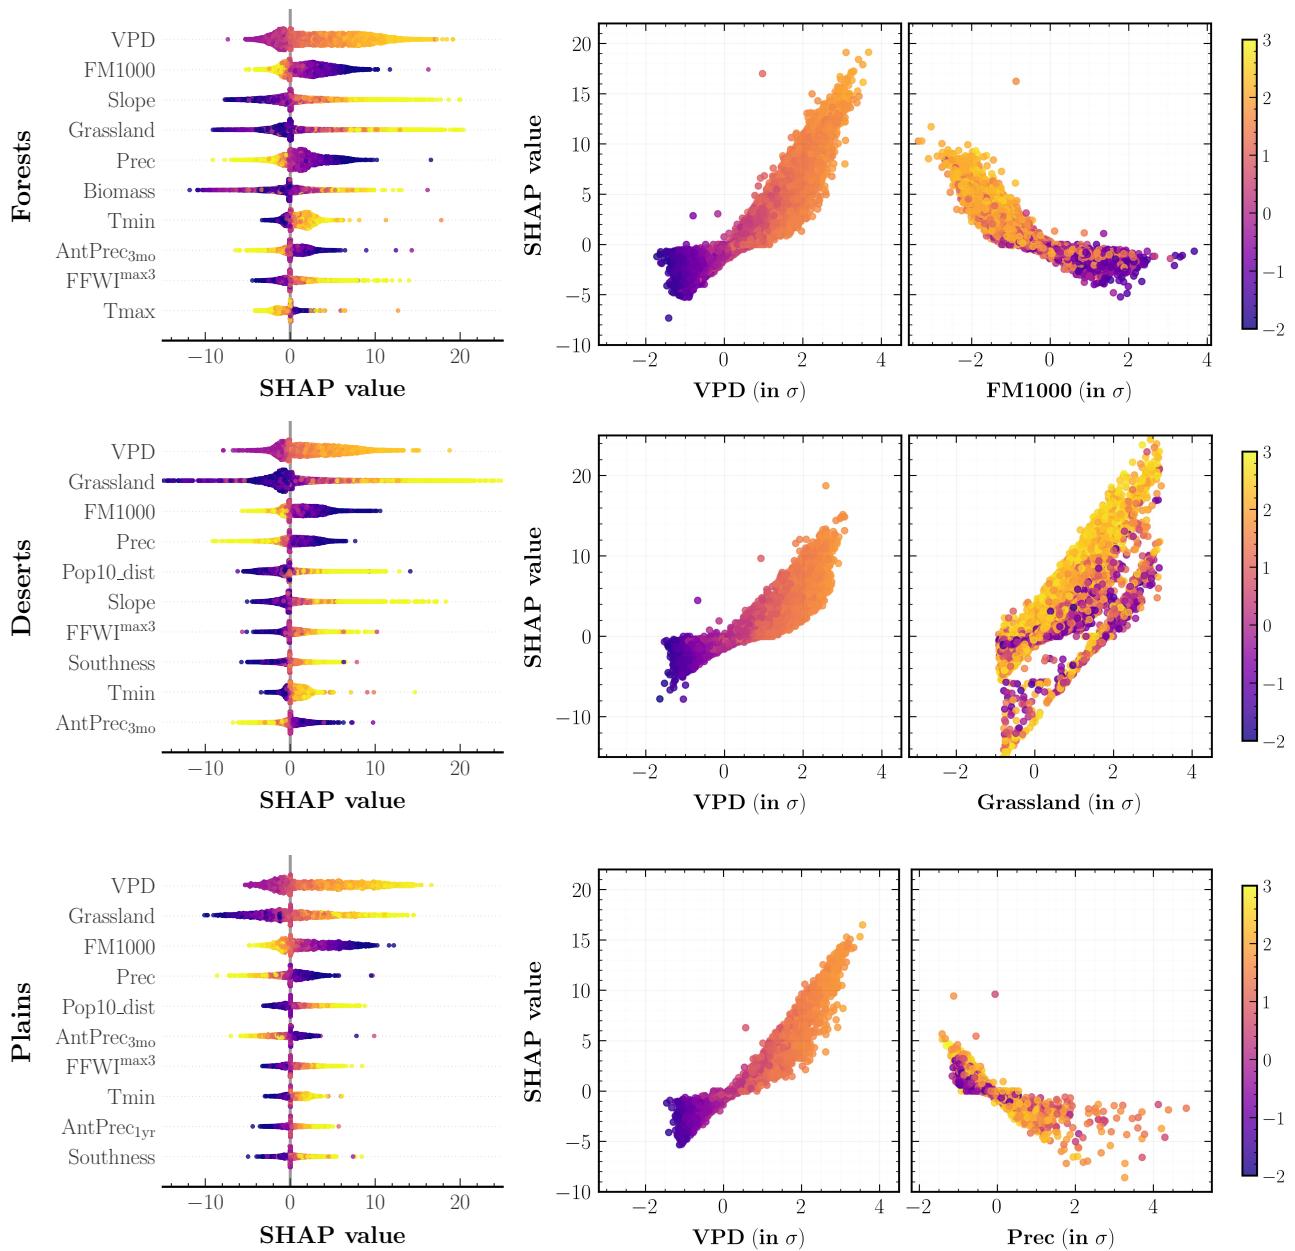 Forests
VPD
FM1000
Slope
Grassland
Prec
Biomass
Tmin
AntPrec3mo
FFWImax3
Tmax
−10 0 10 20
SHAP value
SHAP value
20
15
10
5
0
−5
−10
−2 0 2 4
VPD (in σ)
−2 0 2 4
FM1000 (in σ)
3
2
1
0
−1
−2
Deserts
VPD
Grassland
FM1000
Prec
Pop10_dist
Slope
FFWImax3
Southness
Tmin
AntPrec3mo
−10 0 10 20
SHAP value
SHAP value
20
10
0
−10
−2 0 2 4
VPD (in σ)
−2 0 2 4
Grassland (in σ)
3
2
1
0
−1
−2
Plains
VPD
Grassland
FM1000
Prec
Pop10_dist
AntPrec3mo
FFWImax3
Tmin
AntPrec1yr
Southness
−10 0 10 20
SHAP value
SHAP value
20
15
10
5
0
−5
−10
−2 0 2 4
VPD (in σ)
−2 0 2 4
Prec (in σ)
3
2
1
0
−1
−2